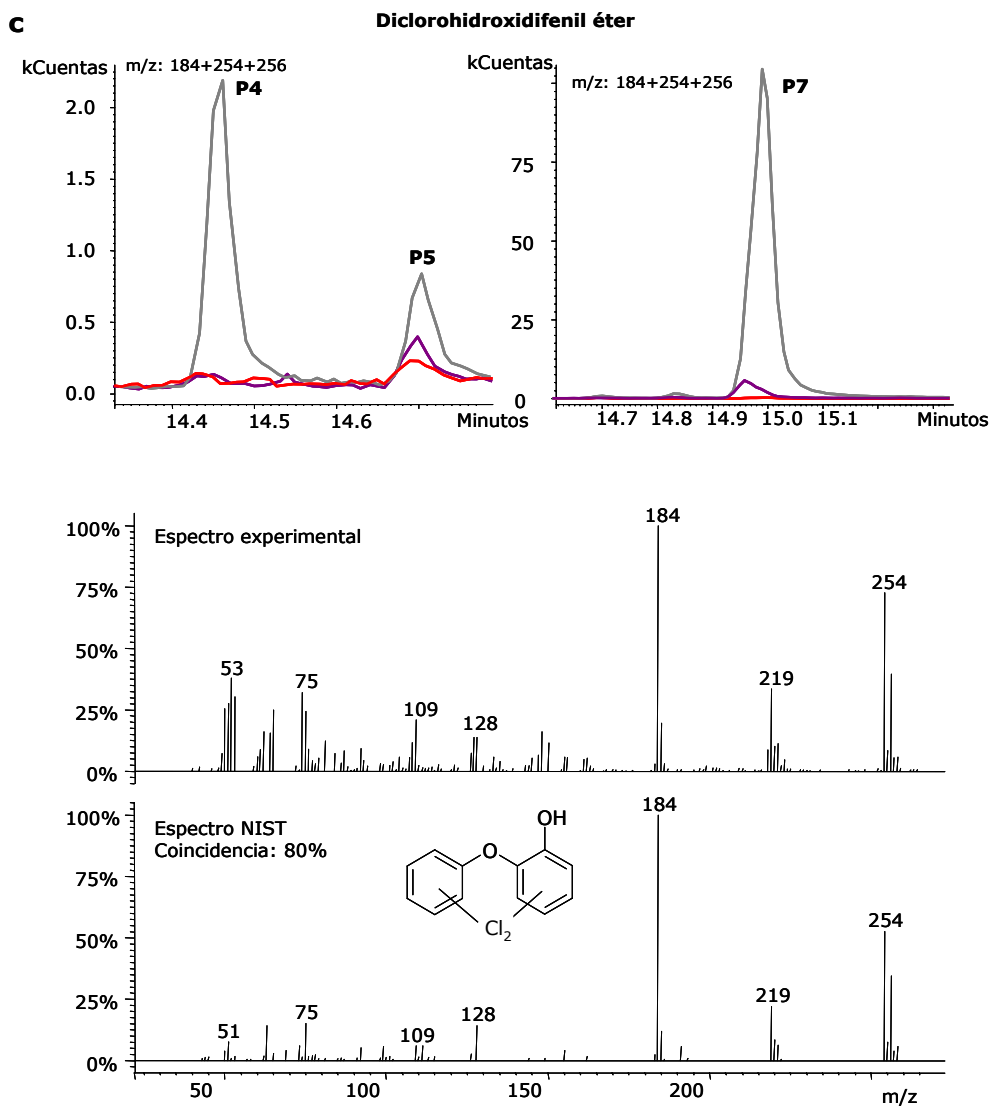 c
Diclorohidroxidifenil éter
kCuentas
m/z: 184+254+256
P4
2.0
1.5
1.0
P5
0.5
0.0
14.4 14.5 14.6 Minutos
kCuentas
m/z: 184+254+256
P7
75
50
25
0
14.7 14.8 14.9 15.0 15.1 Minutos
184
100%
Espectro experimental
254
75%
50%
53
75
219
25%
109
128
0%
184
100%
Espectro NIST
Coincidencia: 80%
OH
O
Cl2
75%
254
50%
25%
51
75
109
128
219
0%
50 100 150 200 m/z